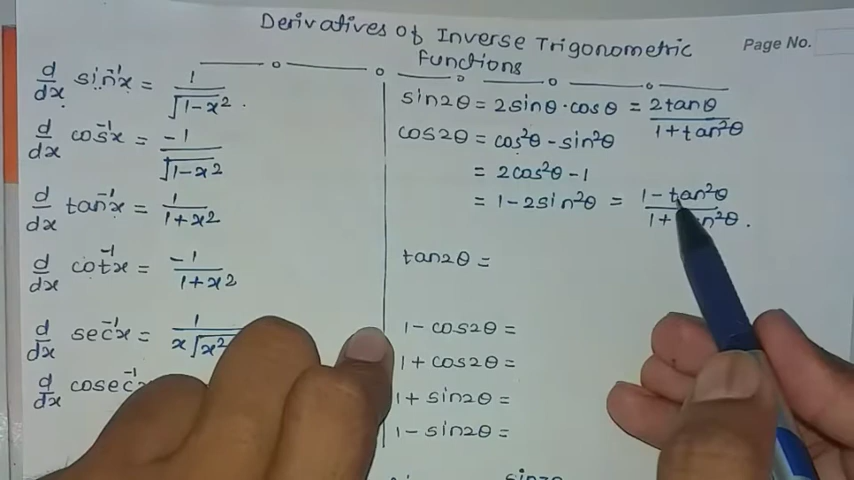 Derivatives of Inverse Trigonometric
Functions
Page No.
d/dx sin⁻¹x = 1/√(1-x²).
d/dx cos⁻¹x = -1/√(1-x²)
d/dx tan⁻¹x = 1/(1+x²)
d/dx cot⁻¹x = -1/(1+x²)
d/dx sec⁻¹x = 1/x√x²
d/dx cosec⁻¹
sin2θ = 2sinθ·cosθ = 2tanθ/(1+tan²θ)
cos2θ = cos²θ - sin²θ
= 2cos²θ - 1
= 1 - 2sin²θ = (1 - tan²θ)/(1+ n²θ).
tan2θ =
1 - cos2θ =
1 + cos2θ =
1 + sin2θ =
1 - sin2θ =